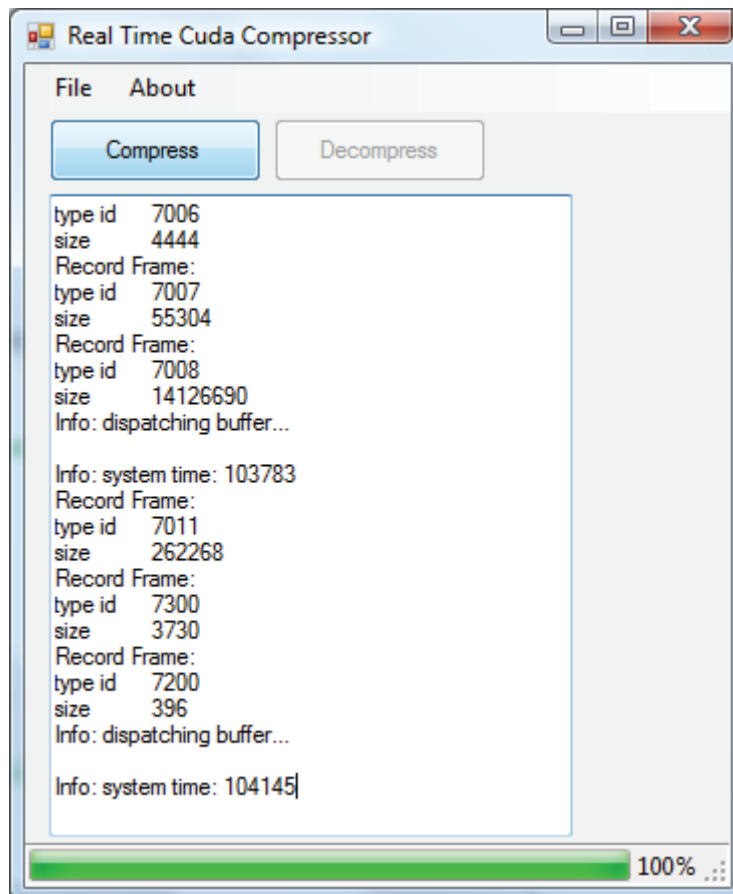 Real Time Cuda Compressor
File About
Compress Decompress
type id 7006
size 4444
Record Frame:
type id 7007
size 55304
Record Frame:
type id 7008
size 14126690
Info: dispatching buffer...
Info: system time: 103783
Record Frame:
type id 7011
size 262268
Record Frame:
type id 7300
size 3730
Record Frame:
type id 7200
size 396
Info: dispatching buffer...
Info: system time: 104145
100%